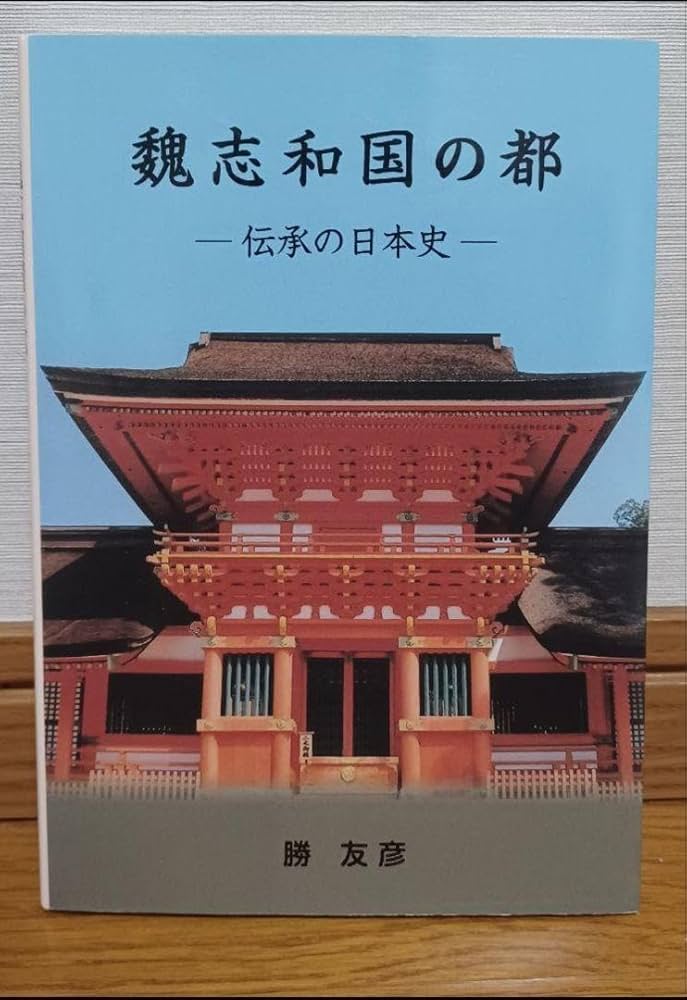 魏志和国の都
―伝承の日本史―
勝 友彦